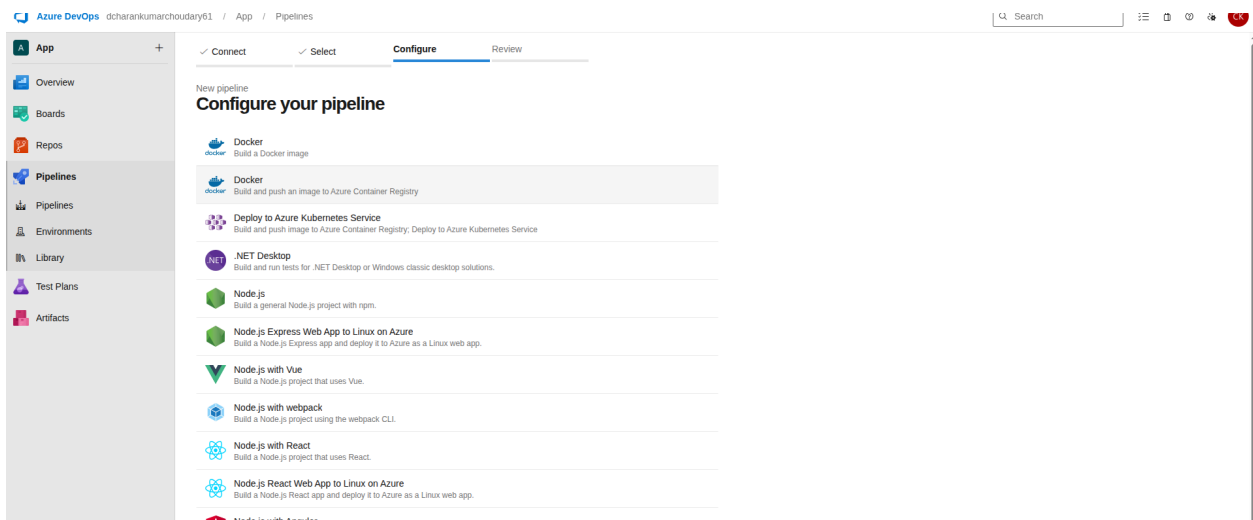 Azure DevOps dcharankumarchoudary61 / App / Pipelines
Search
CK
A App +
Overview
Boards
Repos
Pipelines
Pipelines
Environments
Library
Test Plans
Artifacts
Connect
Select
Configure
Review
New pipeline
Configure your pipeline
docker
Docker
Build a Docker image
docker
Docker
Build and push an image to Azure Container Registry
Deploy to Azure Kubernetes Service
Build and push image to Azure Container Registry; Deploy to Azure Kubernetes Service
.NET
.NET Desktop
Build and run tests for .NET Desktop or Windows classic desktop solutions.
Node.js
Build a general Node.js project with npm.
Node.js Express Web App to Linux on Azure
Build a Node.js Express app and deploy it to Azure as a Linux web app.
Node.js with Vue
Build a Node.js project that uses Vue.
Node.js with webpack
Build a Node.js project using the webpack CLI.
Node.js with React
Build a Node.js project that uses React.
Node.js React Web App to Linux on Azure
Build a Node.js React app and deploy it to Azure as a Linux web app.
Node.js with Angular